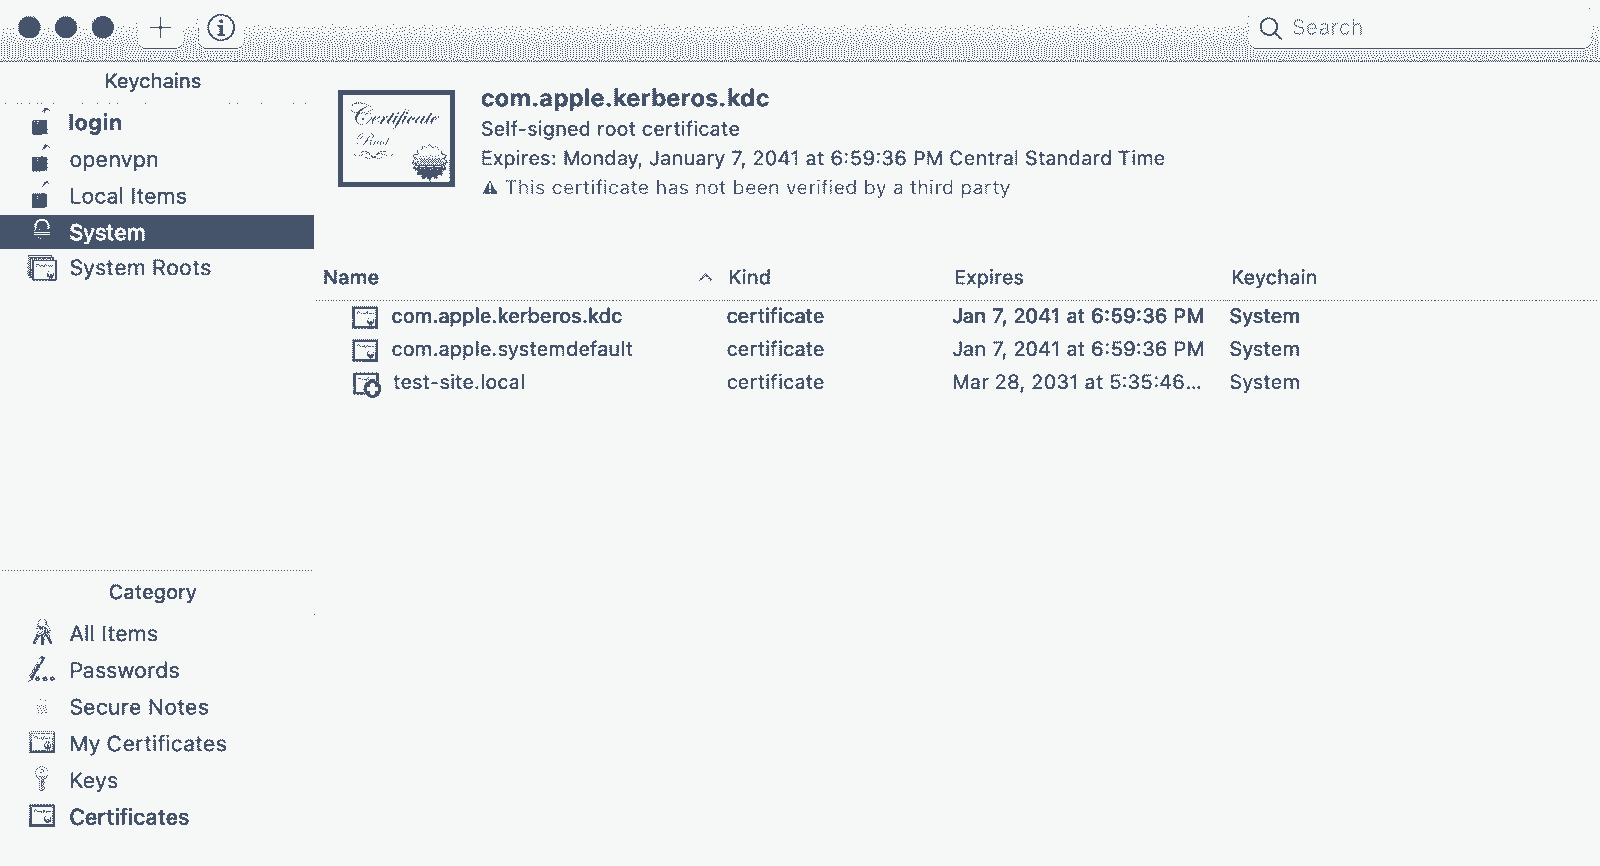 Search
Keychains
login
openvpn
Local Items
System
System Roots
Certificate
Root
com.apple.kerberos.kdc
Self-signed root certificate
Expires: Monday, January 7, 2041 at 6:59:36 PM Central Standard Time
This certificate has not been verified by a third party
Name Kind Expires Keychain
com.apple.kerberos.kdc certificate Jan 7, 2041 at 6:59:36 PM System
com.apple.systemdefault certificate Jan 7, 2041 at 6:59:36 PM System
test-site.local certificate Mar 28, 2031 at 5:35:46... System
Category
All Items
Passwords
Secure Notes
My Certificates
Keys
Certificates